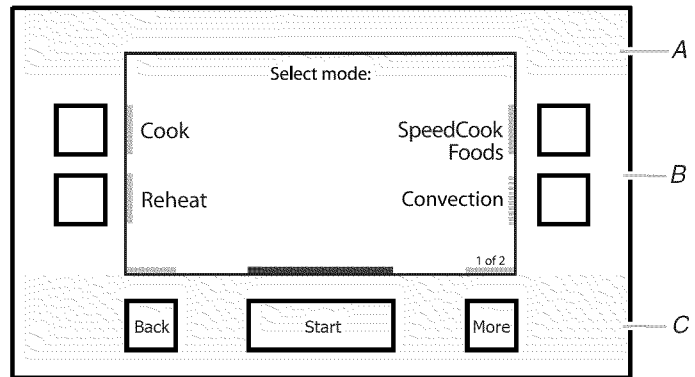 Select mode:
A
Cook
SpeedCook
Foods
B
Reheat
Convection
1 of 2
Back
Start
More
C